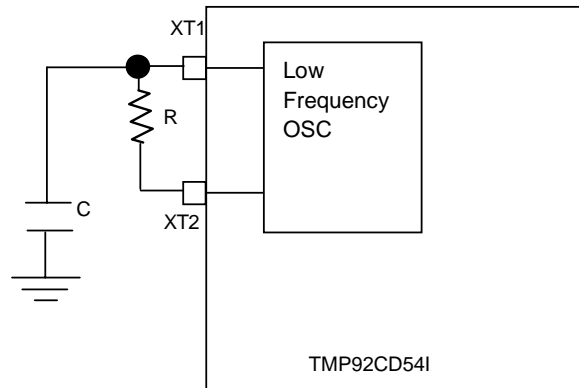 XT1
Low
Frequency
OSC
R
C
XT2
TMP92CD54I